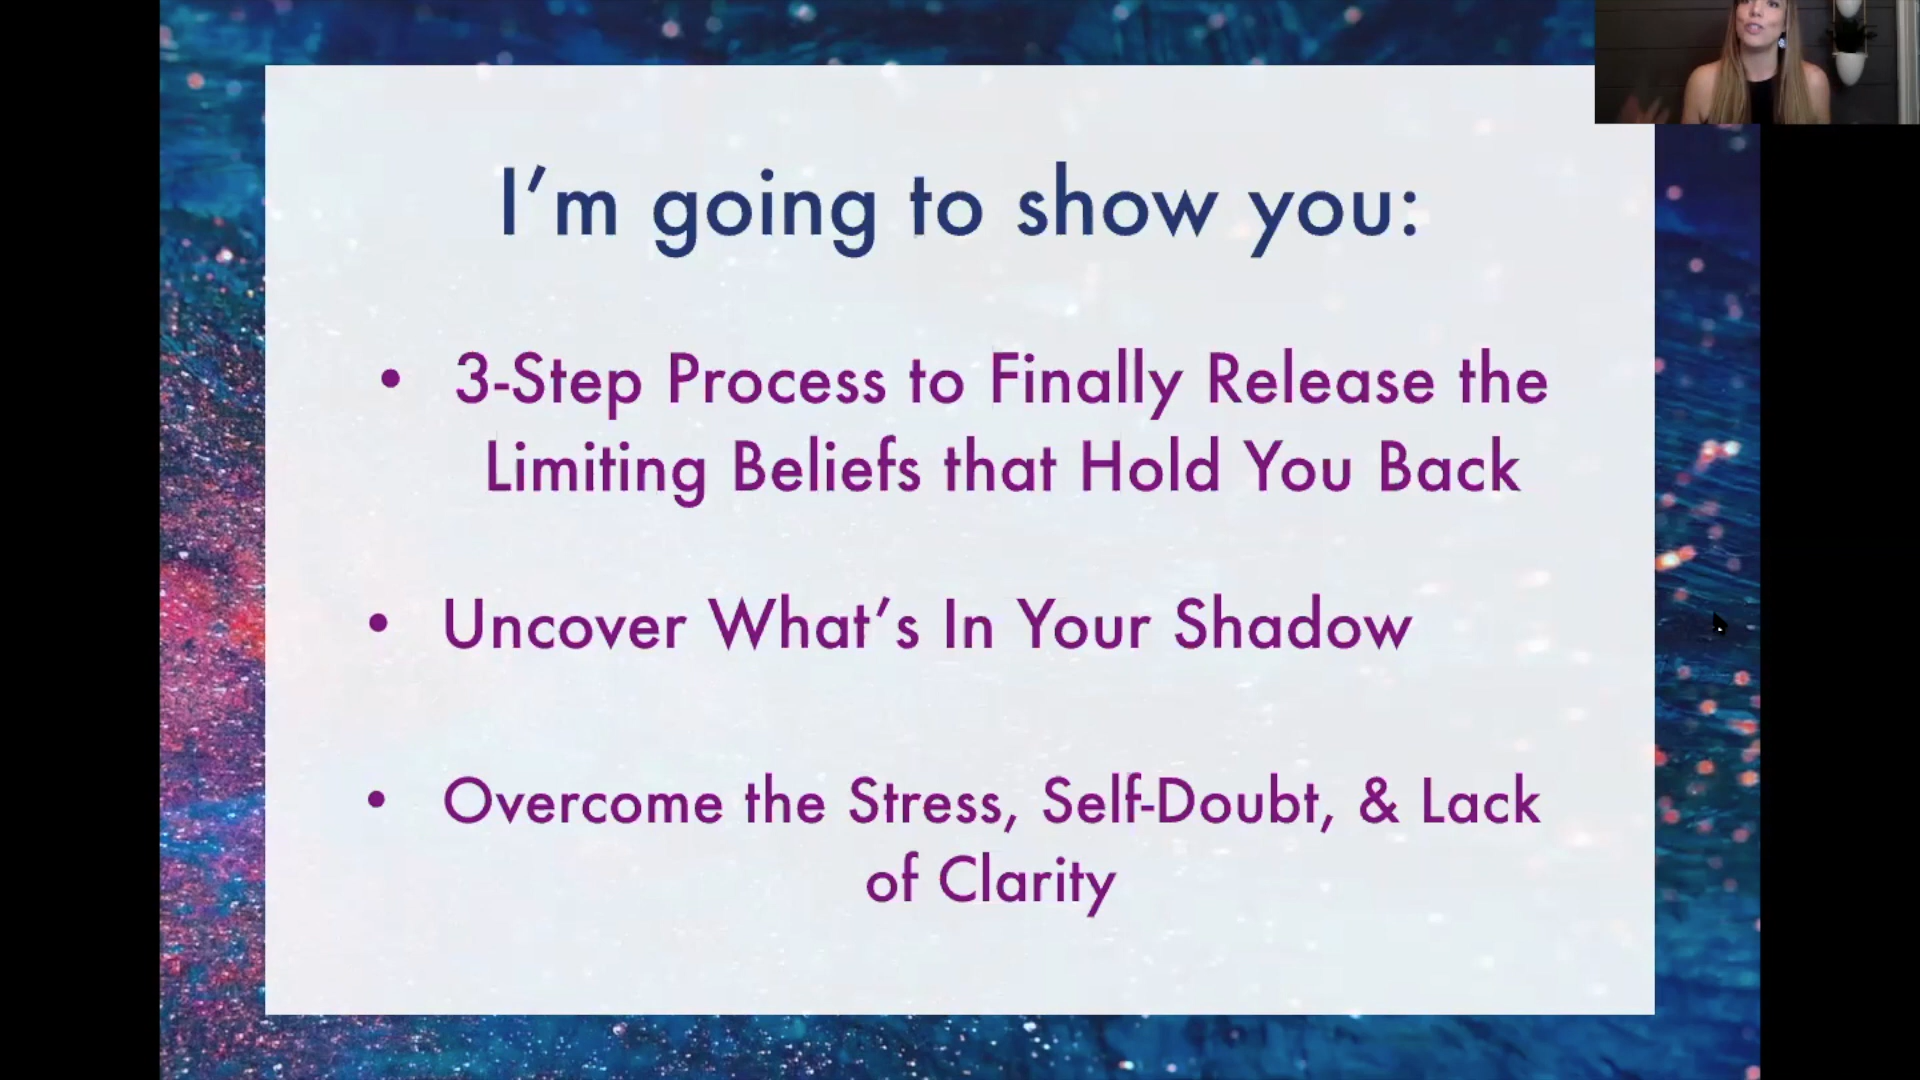 I’m going to show you:
• 3-Step Process to Finally Release the
Limiting Beliefs that Hold You Back
• Uncover What’s In Your Shadow
• Overcome the Stress, Self-Doubt, & Lack
of Clarity